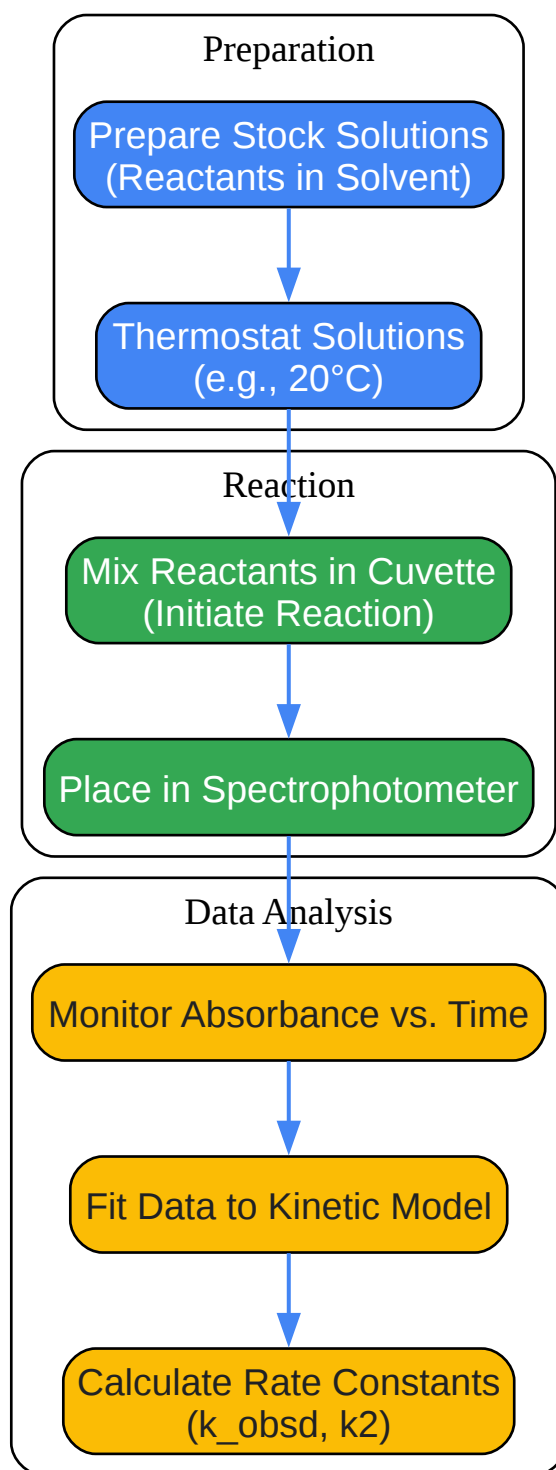 Preparation
Prepare Stock Solutions
(Reactants in Solvent)
Thermostat Solutions
(e.g., 20°C)
Reaction
Mix Reactants in Cuvette
(Initiate Reaction)
Place in Spectrophotometer
Data Analysis
Monitor Absorbance vs. Time
Fit Data to Kinetic Model
Calculate Rate Constants
(k_obsd, k2)